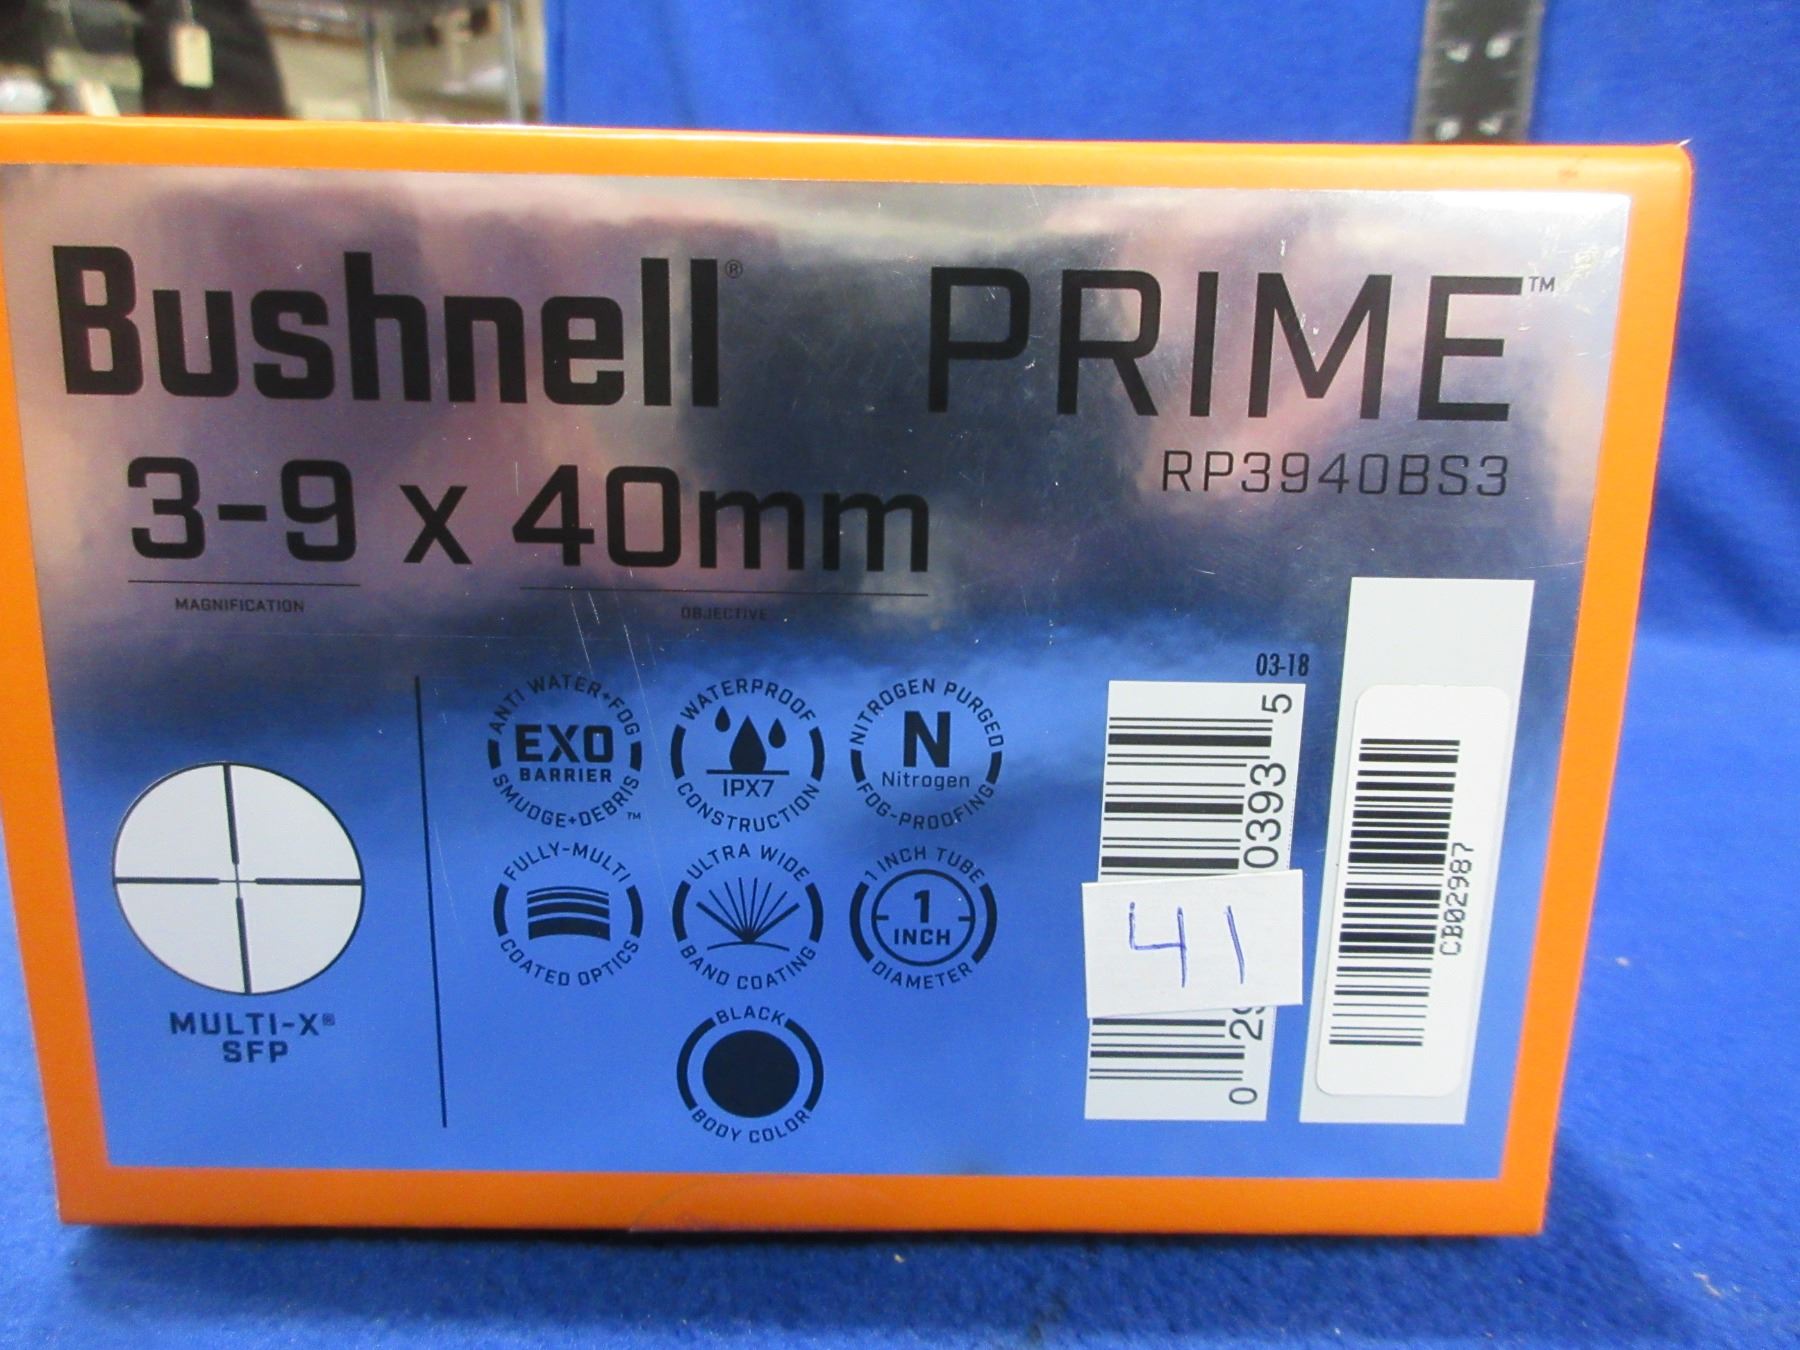 Bushnell® PRIME™
3-9 x 40mm
RP3940BS3
MAGNIFICATION
OBJECTIVE
MULTI-X®
SFP
ANTI WATER+FOG
EXO
BARRIER
SMUDGE+DEBRIS™
WATERPROOF
IPX7
CONSTRUCTION
NITROGEN PURGED
N
Nitrogen
FOG-PROOFING
FULLY-MULTI
COATED OPTICS
ULTRA WIDE
BAND COATING
1 INCH TUBE
1
INCH
DIAMETER
BLACK
BODY COLOR
03-18
0 2
0393 5
41
CB02987